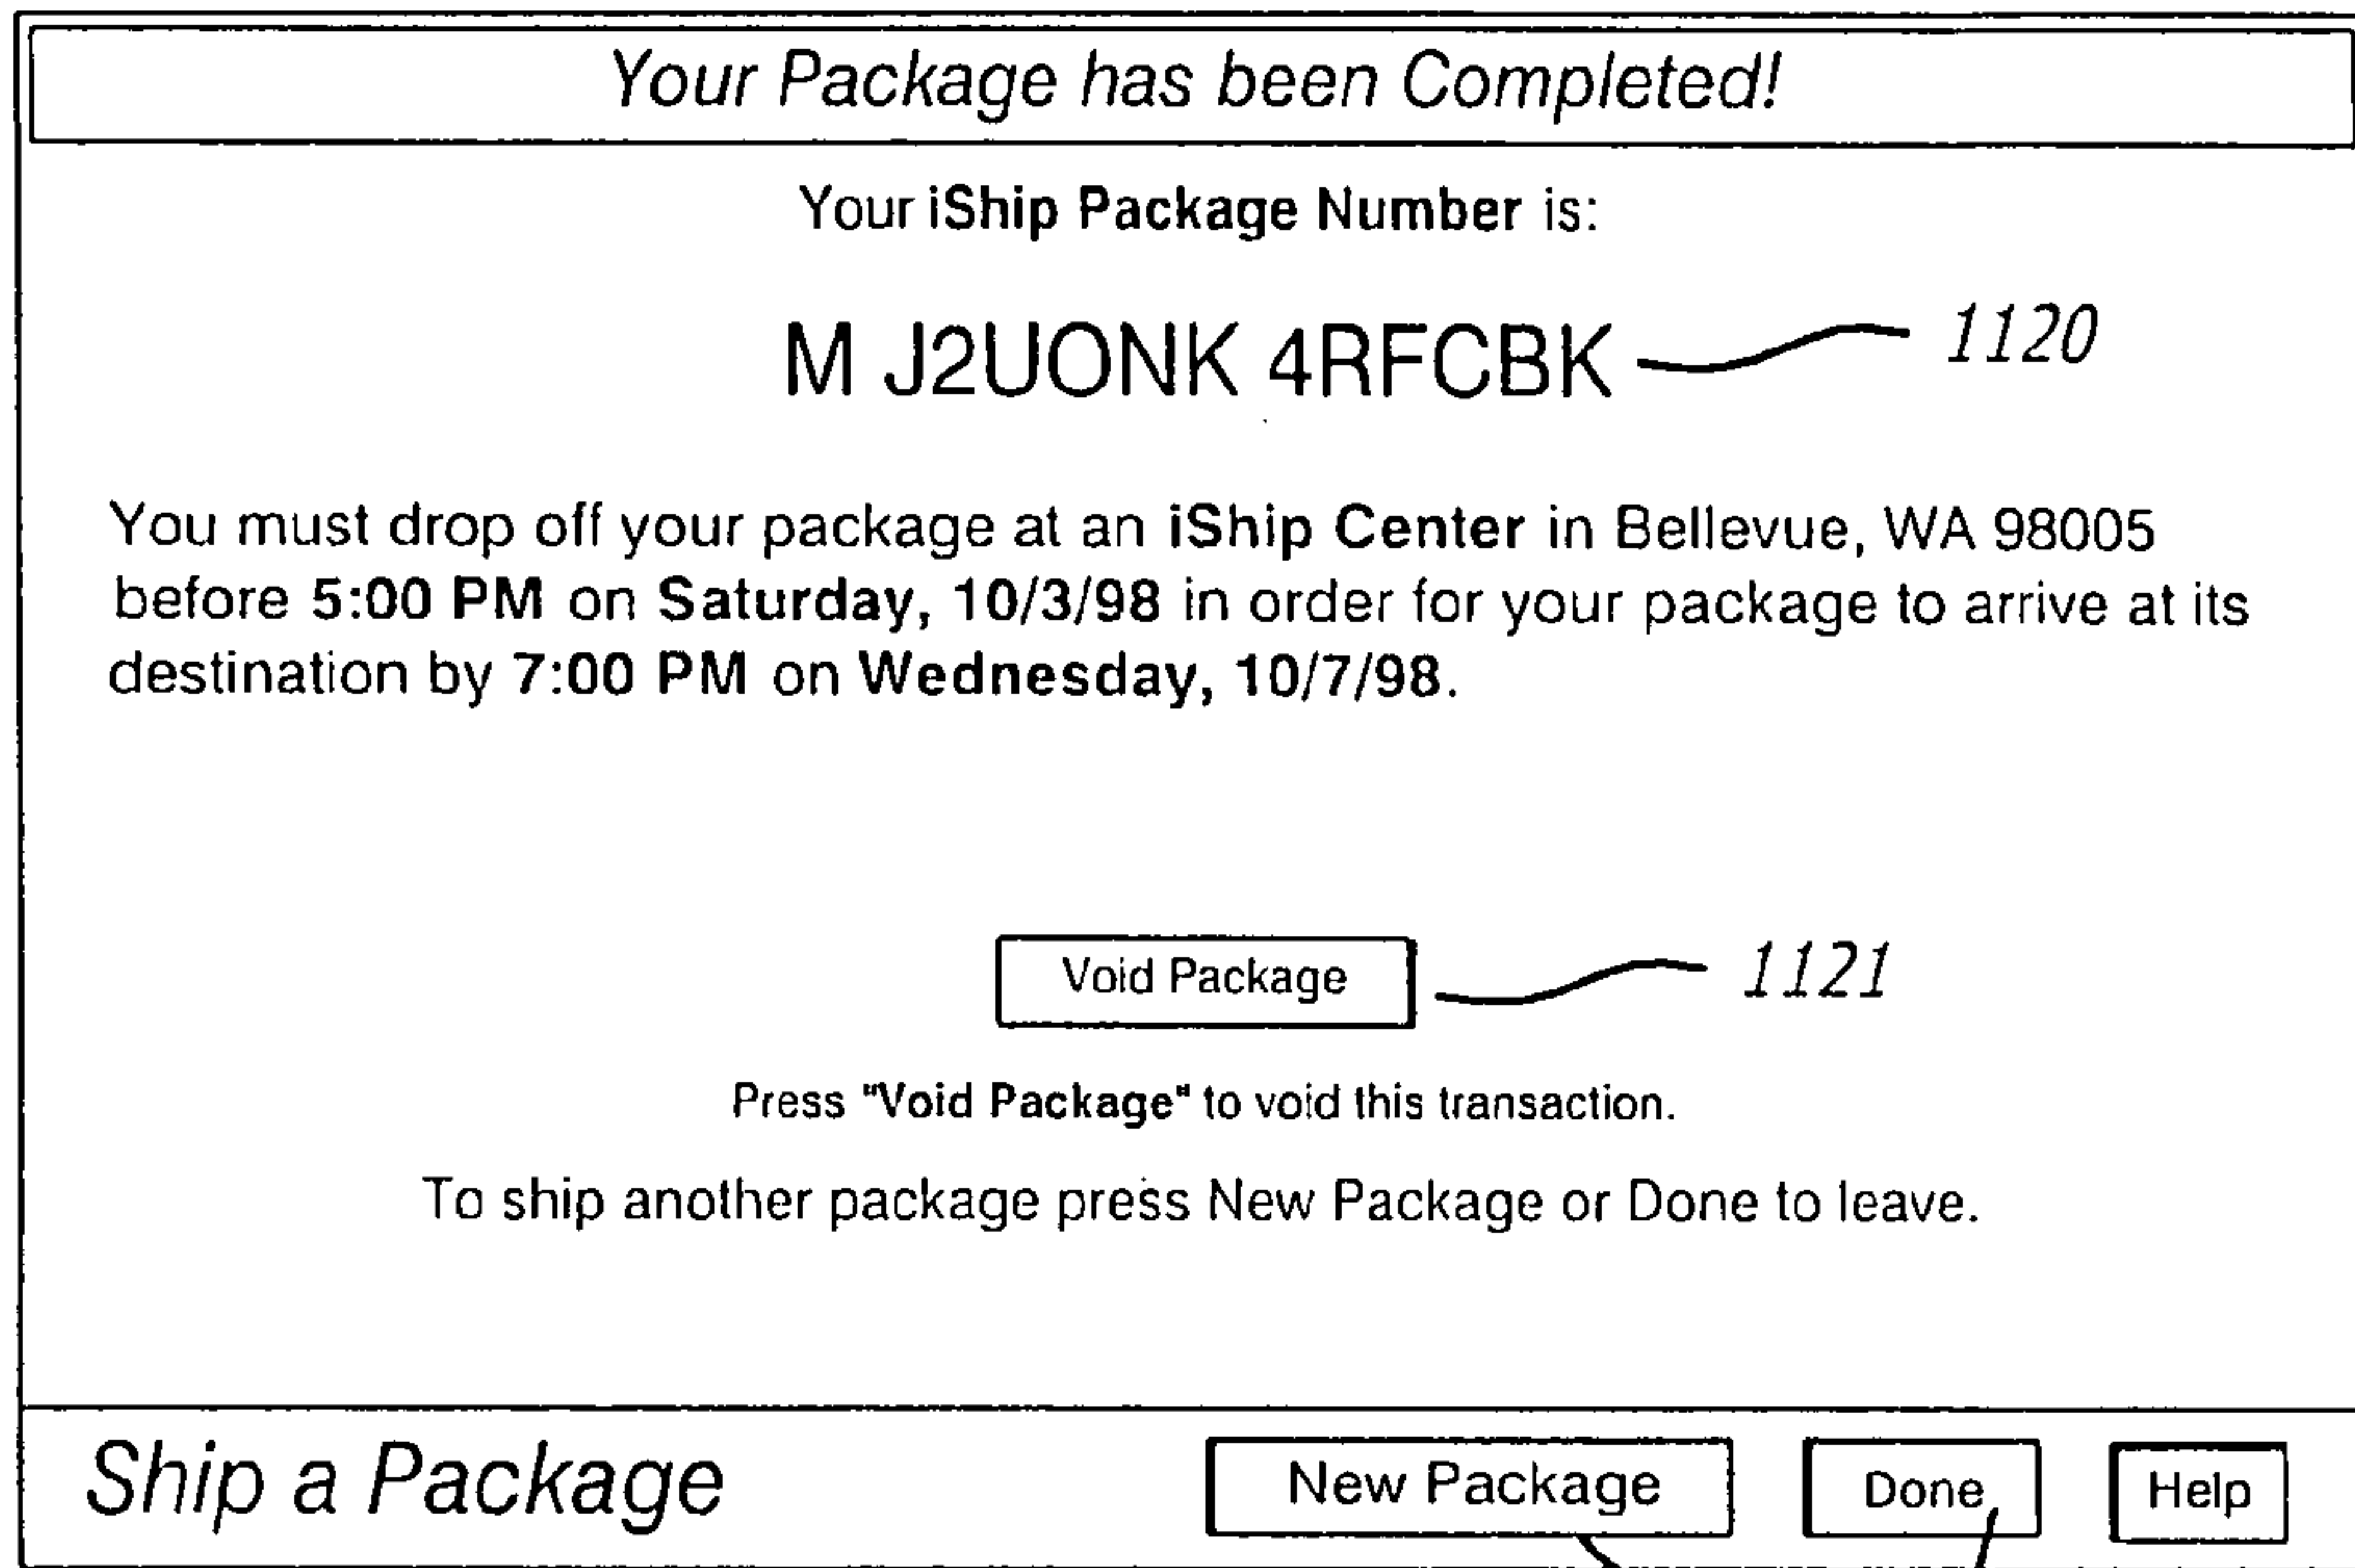 Your Package has been Completed!
Your iShip Package Number is:
M J2UONK 4RFCBK
1120
You must drop off your package at an iShip Center in Bellevue, WA 98005
before 5:00 PM on Saturday, 10/3/98 in order for your package to arrive at its
destination by 7:00 PM on Wednesday, 10/7/98.
Void Package
1121
Press "Void Package" to void this transaction.
To ship another package press New Package or Done to leave.
Ship a Package
New Package
Done
Help